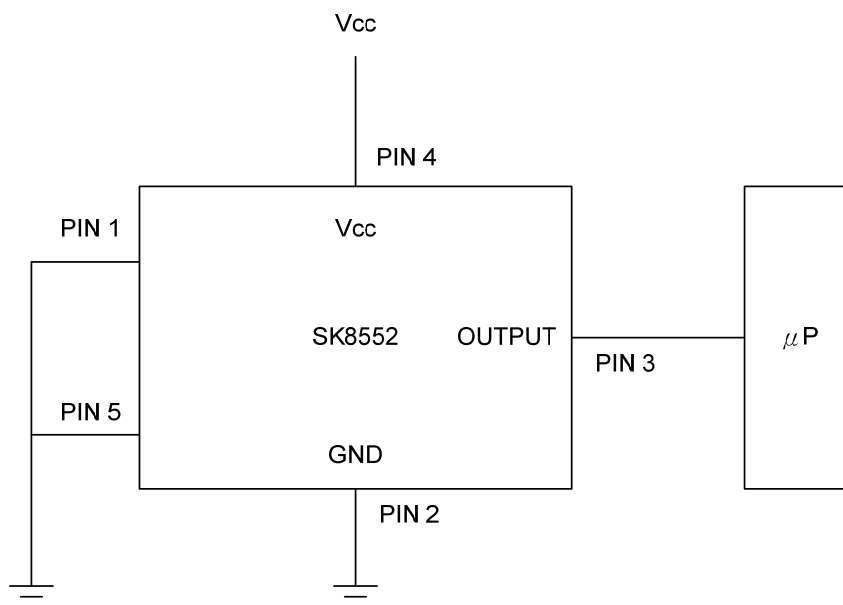 Vcc
PIN 4
PIN 1
Vcc
SK8552
OUTPUT
μP
PIN 3
PIN 5
GND
PIN 2